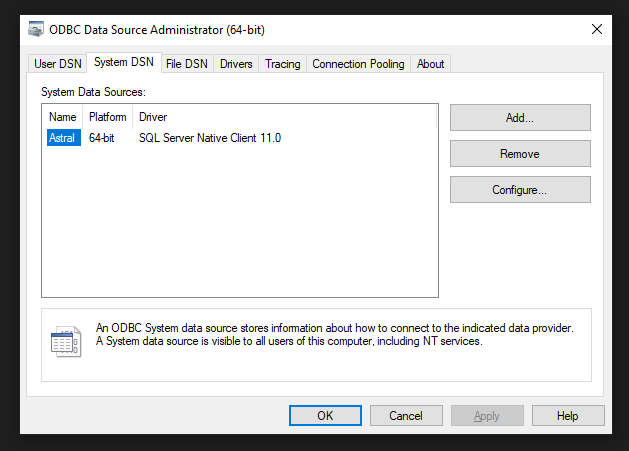 ODBC Data Source Administrator (64-bit)
User DSN System DSN File DSN Drivers Tracing Connection Pooling About
System Data Sources:
Name Platform Driver
Astral 64-bit SQL Server Native Client 11.0
Add...
Remove
Configure...
An ODBC System data source stores information about how to connect to the indicated data provider.
A System data source is visible to all users of this computer, including NT services.
OK Cancel Apply Help